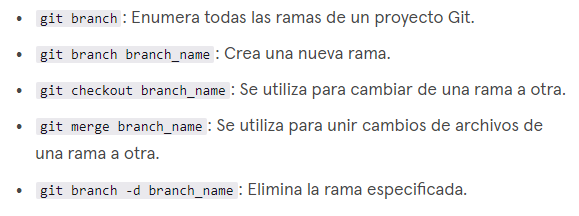 • git branch: Enumera todas las ramas de un proyecto Git.
• git branch branch_name: Crea una nueva rama.
• git checkout branch_name: Se utiliza para cambiar de una rama a otra.
• git merge branch_name: Se utiliza para unir cambios de archivos de
una rama a otra.
• git branch -d branch_name: Elimina la rama especificada.